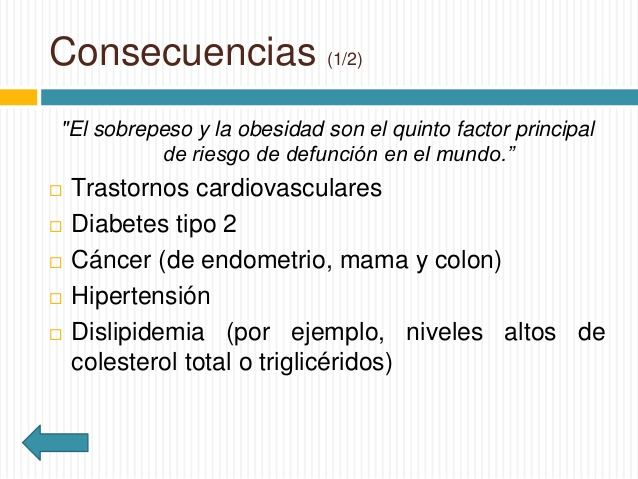 Consecuencias (1/2)
"El sobrepeso y la obesidad son el quinto factor principal
de riesgo de defunción en el mundo.”
Trastornos cardiovasculares
Diabetes tipo 2
Cáncer (de endometrio, mama y colon)
Hipertensión
Dislipidemia (por ejemplo, niveles altos de
colesterol total o triglicéridos)